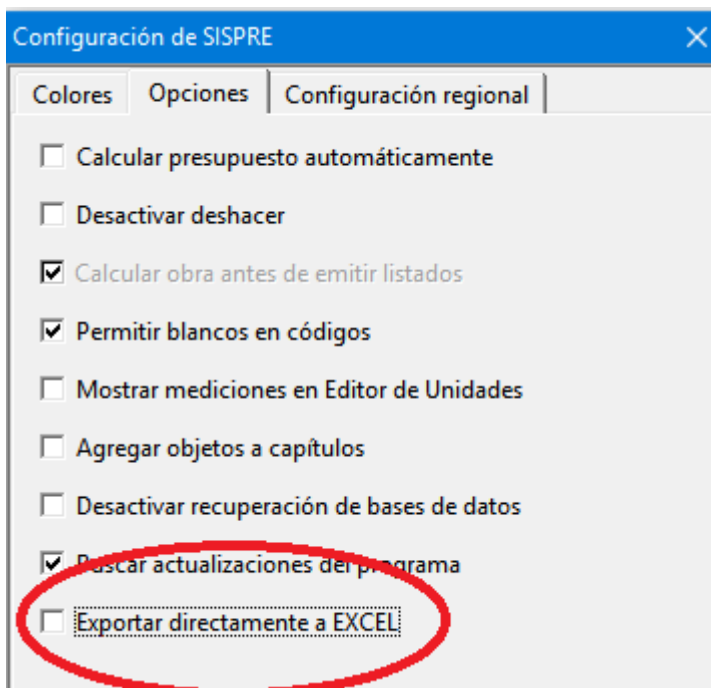 Configuración de SISPRE
Colores Opciones Configuración regional
Calcular presupuesto automáticamente
Desactivar deshacer
Calcular obra antes de emitir listados
Permitir blancos en códigos
Mostrar mediciones en Editor de Unidades
Agregar objetos a capítulos
Desactivar recuperación de bases de datos
Buscar actualizaciones del programa
Exportar directamente a EXCEL